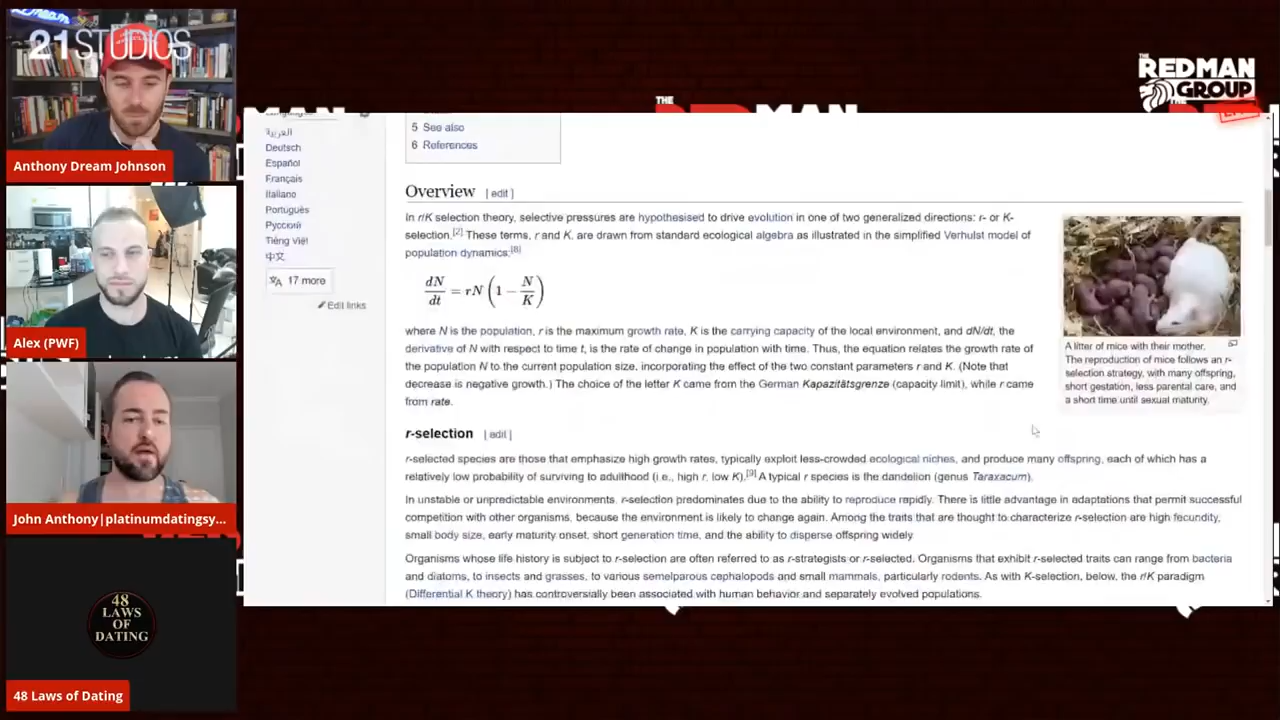 21STUDIOS
Anthony Dream Johnson
Alex (PWF)
John Anthony|platinumdatingsy...
48
LAWS
OF
DATING
48 Laws of Dating
THE
REDMAN
GROUP
THE
العربية
Deutsch
Español
Français
Italiano
Português
Русский
Tiếng Việt
中文
17 more
Edit links
5 See also
6 References
Overview [ edit ]
In r/K selection theory, selective pressures are hypothesised to drive evolution in one of two generalized directions: r- or K-
selection.[2] These terms, r and K, are drawn from standard ecological algebra as illustrated in the simplified Verhulst model of
population dynamics:[8]
dN/dt = rN(1 − N/K)
where N is the population, r is the maximum growth rate, K is the carrying capacity of the local environment, and dN/dt, the
derivative of N with respect to time t, is the rate of change in population with time. Thus, the equation relates the growth rate of
the population N to the current population size, incorporating the effect of the two constant parameters r and K. (Note that
decrease is negative growth.) The choice of the letter K came from the German Kapazitätsgrenze (capacity limit), while r came
from rate.
A litter of mice with their mother.
The reproduction of mice follows an r-
selection strategy, with many offspring,
short gestation, less parental care, and
a short time until sexual maturity.
r-selection [ edit ]
r-selected species are those that emphasize high growth rates, typically exploit less-crowded ecological niches, and produce many offspring, each of which has a
relatively low probability of surviving to adulthood (i.e., high r, low K).[9] A typical r species is the dandelion (genus Taraxacum).
In unstable or unpredictable environments, r-selection predominates due to the ability to reproduce rapidly. There is little advantage in adaptations that permit successful
competition with other organisms, because the environment is likely to change again. Among the traits that are thought to characterize r-selection are high fecundity,
small body size, early maturity onset, short generation time, and the ability to disperse offspring widely.
Organisms whose life history is subject to r-selection are often referred to as r-strategists or r-selected. Organisms that exhibit r-selected traits can range from bacteria
and diatoms, to insects and grasses, to various semelparous cephalopods and small mammals, particularly rodents. As with K-selection, below, the r/K paradigm
(Differential K theory) has controversially been associated with human behavior and separately evolved populations.